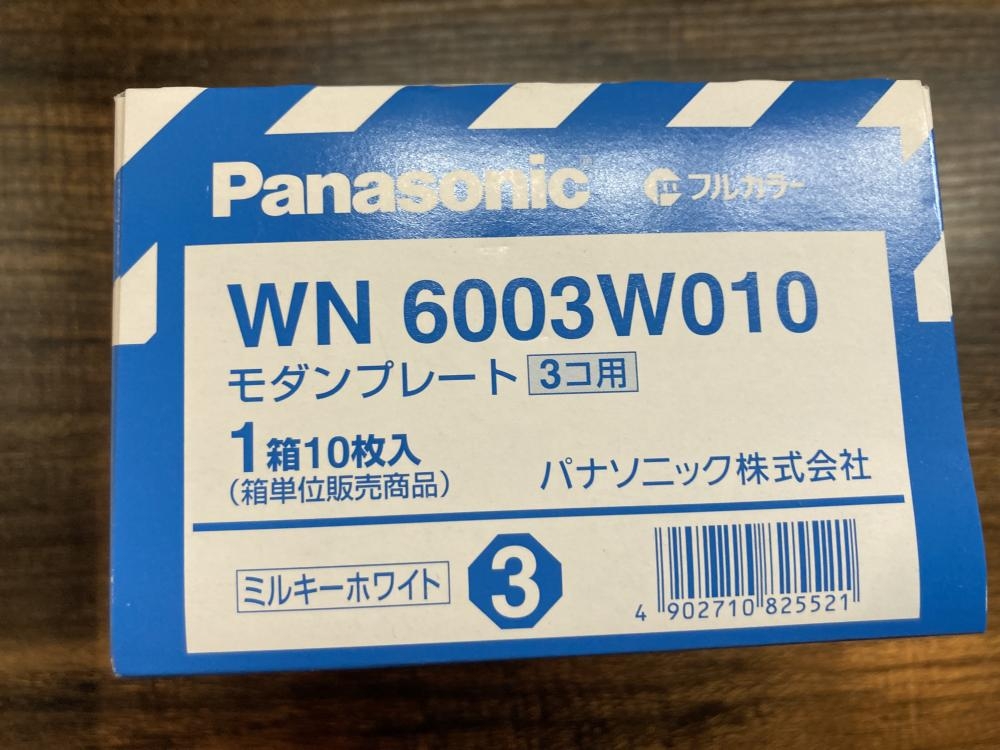 Panasonic フルカラー
WN 6003W010
モダンプレート 3コ用
1箱10枚入
(箱単位販売商品)
パナソニック株式会社
ミルキーホワイト
3
4 902710 825521